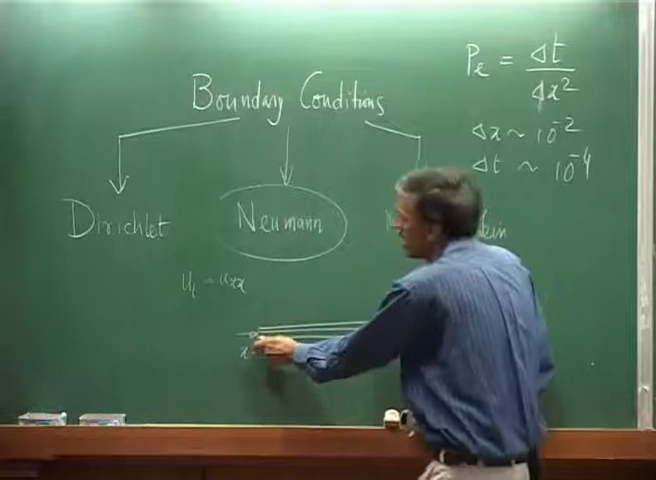 Boundary Conditions
Pe = Δt / Δx²
Δx ~ 10⁻²
Δt ~ 10⁻⁴
Dirichlet
Neumann
u_t = u_xx
x